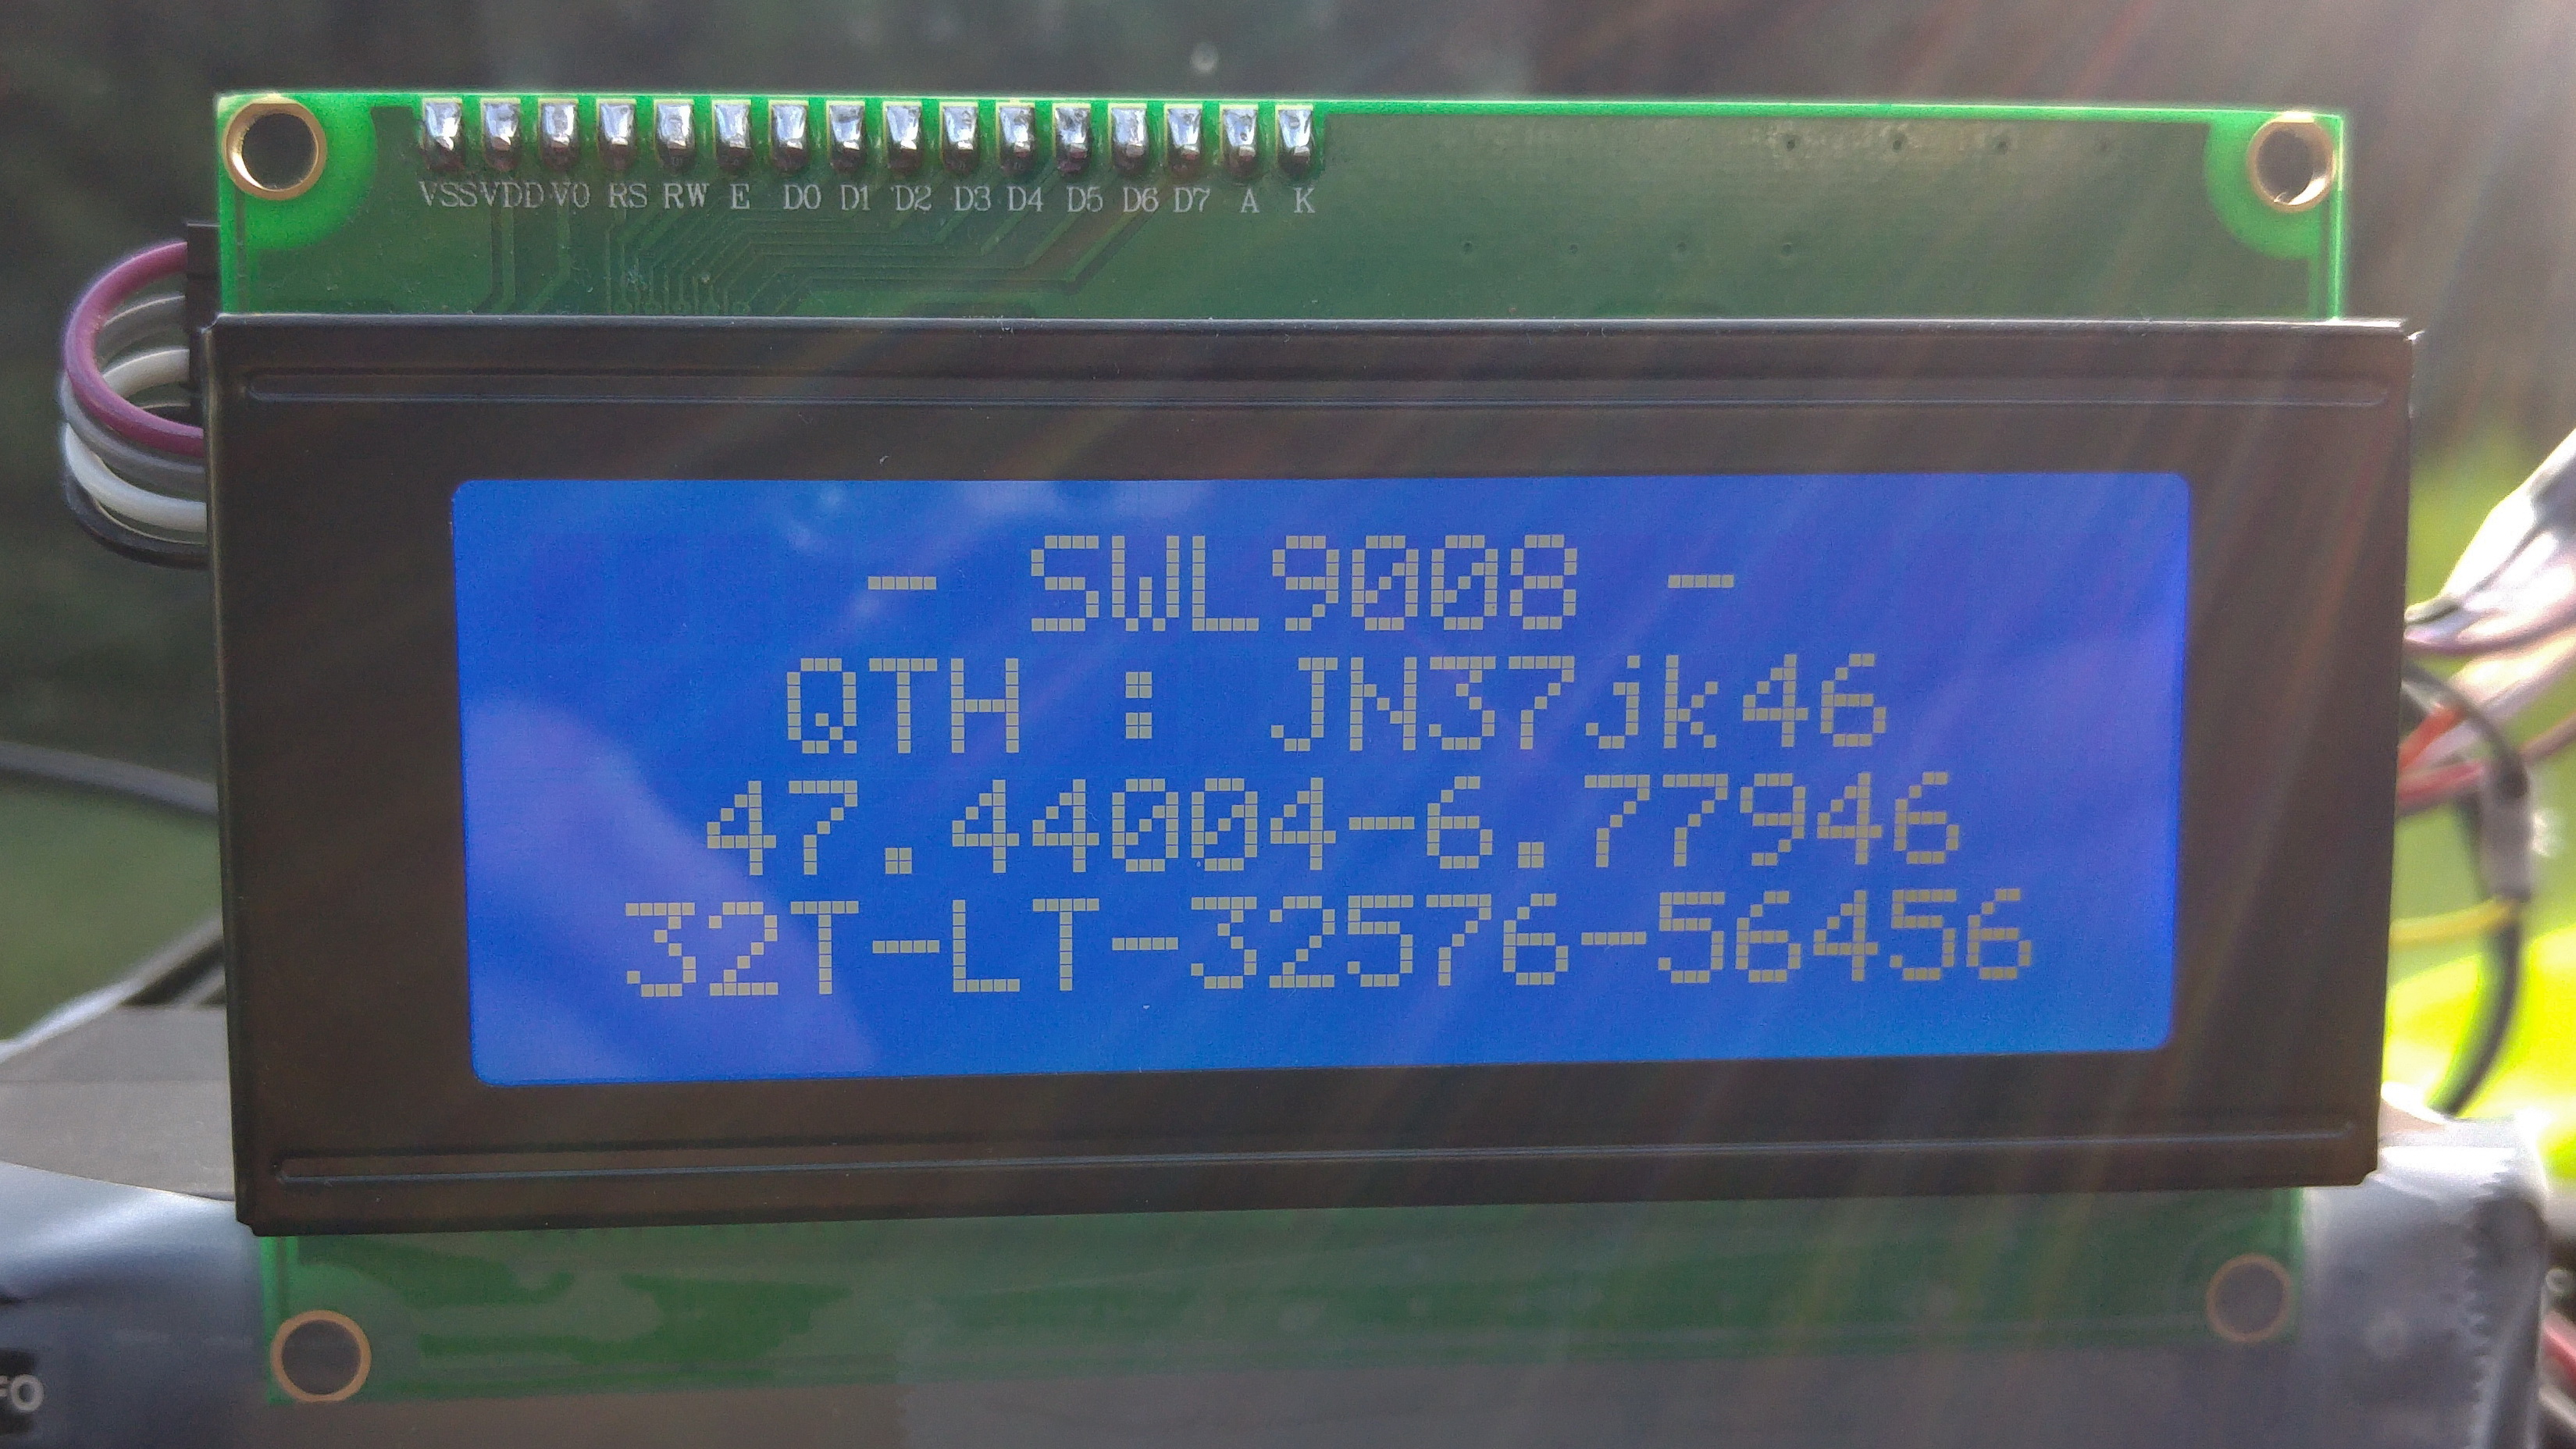 VSS VDD V0 RS RW E D0 D1 D2 D3 D4 D5 D6 D7 A K
- SWL9008 -
QTH : JN37jk46
47.44004-6.77946
32T-LT-32576-56456
FO